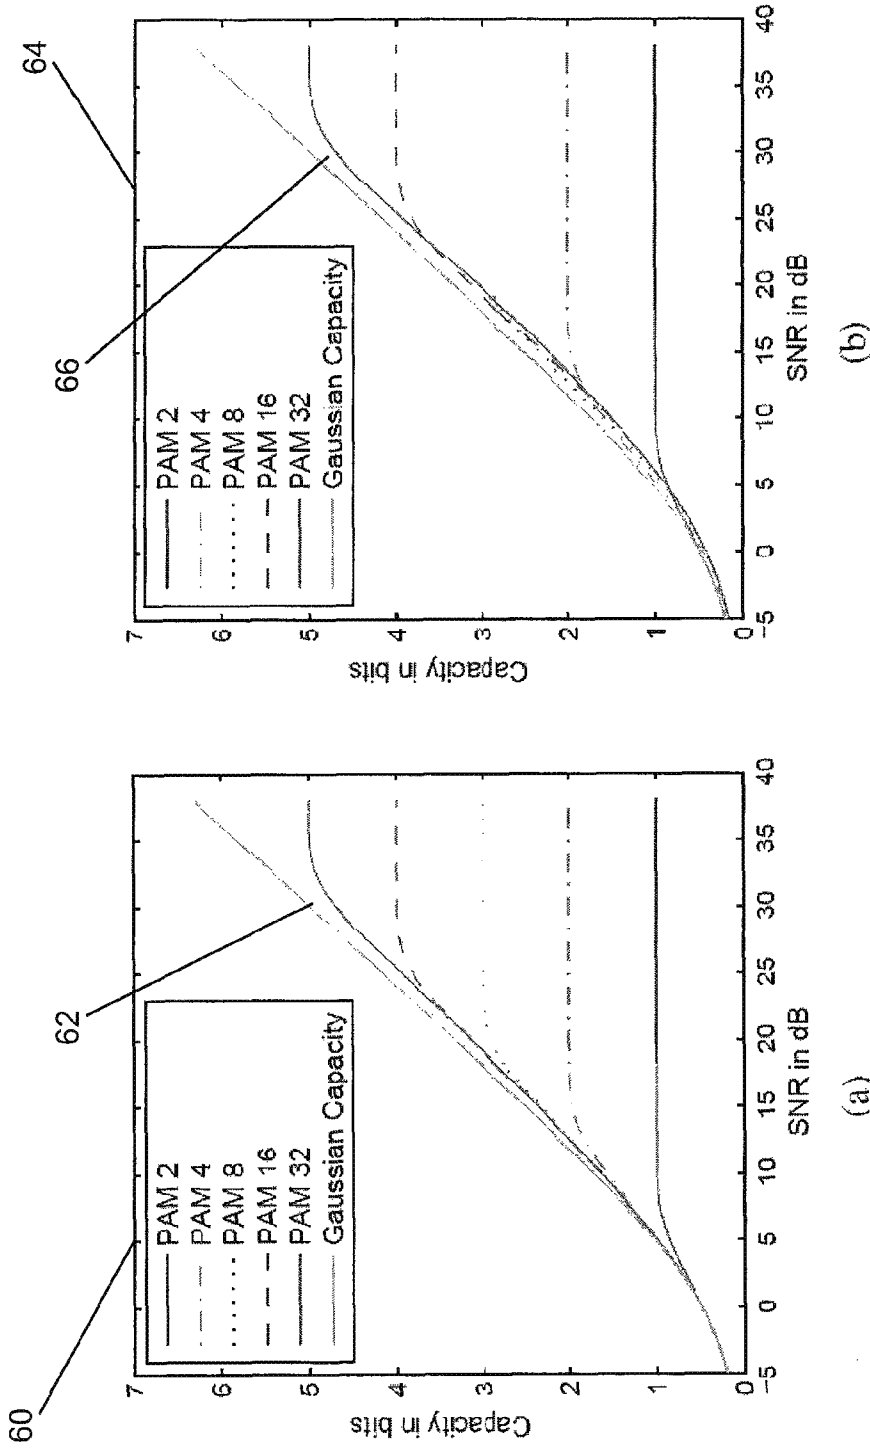 60
62
7
6
5
4
3
2
1
0
Capacity in bits
PAM 2
PAM 4
PAM 8
PAM 16
PAM 32
Gaussian Capacity
−5
0
5
10
15
20
25
30
35
40
SNR in dB
(a)
64
66
7
6
5
4
3
2
1
0
Capacity in bits
PAM 2
PAM 4
PAM 8
PAM 16
PAM 32
Gaussian Capacity
−5
0
5
10
15
20
25
30
35
40
SNR in dB
(b)